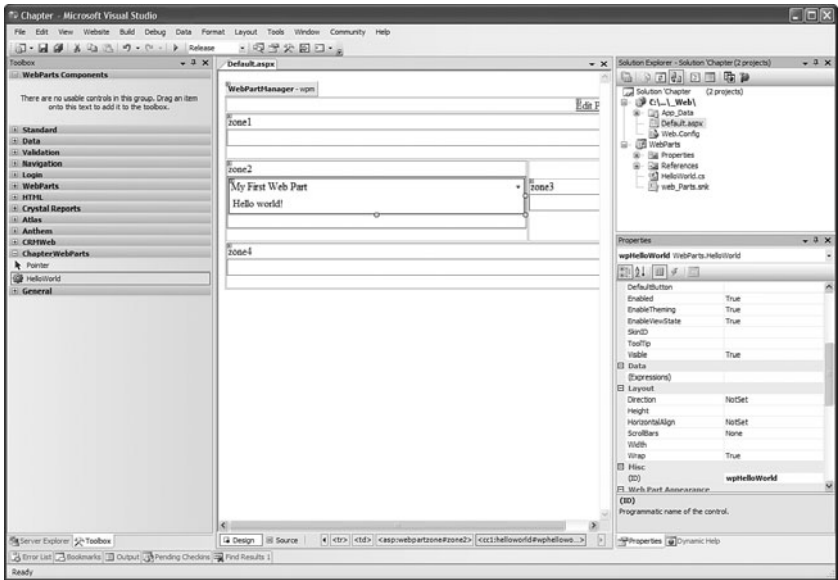 Chapter - Microsoft Visual Studio
File Edit View Website Build Debug Data Format Layout Tools Window Community Help
Release
Toolbox
WebParts Components
There are no usable controls in this group. Drag an item
onto this text to add it to the toolbox.
Standard
Data
Validation
Navigation
Login
WebParts
HTML
Crystal Reports
Atlas
Anthem
CRMWeb
ChapterWebParts
Pointer
HelloWorld
General
Server Explorer Toolbox
Default.aspx
WebPartManager - wpm
Edit P
zone1
zone2
My First Web Part
Hello world!
zone3
zone4
Design Source <tr> <td> <asp:webpartzone#zone2> <cc1:helloworld#wphellowo...>
Solution Explorer - Solution 'Chapter (2 projects)
Solution 'Chapter (2 projects)
C:\...\_Web\
App_Data
Default.aspx
Web.Config
WebParts
Properties
References
HelloWorld.cs
web_Parts.snk
Properties
wpHelloWorld WebParts.HelloWorld
DefaultButton
Enabled True
EnableTheming True
EnableViewState True
SkinID
ToolTip
Visible True
Data
(Expressions)
Layout
Direction NotSet
Height
HorizontalAlign NotSet
ScrollBars None
Width
Wrap True
Misc
(ID) wpHelloWorld
Web Part Appearance
(ID)
Programmatic name of the control.
Properties Dynamic Help
Error List Bookmarks Output Pending Checkins Find Results 1
Ready